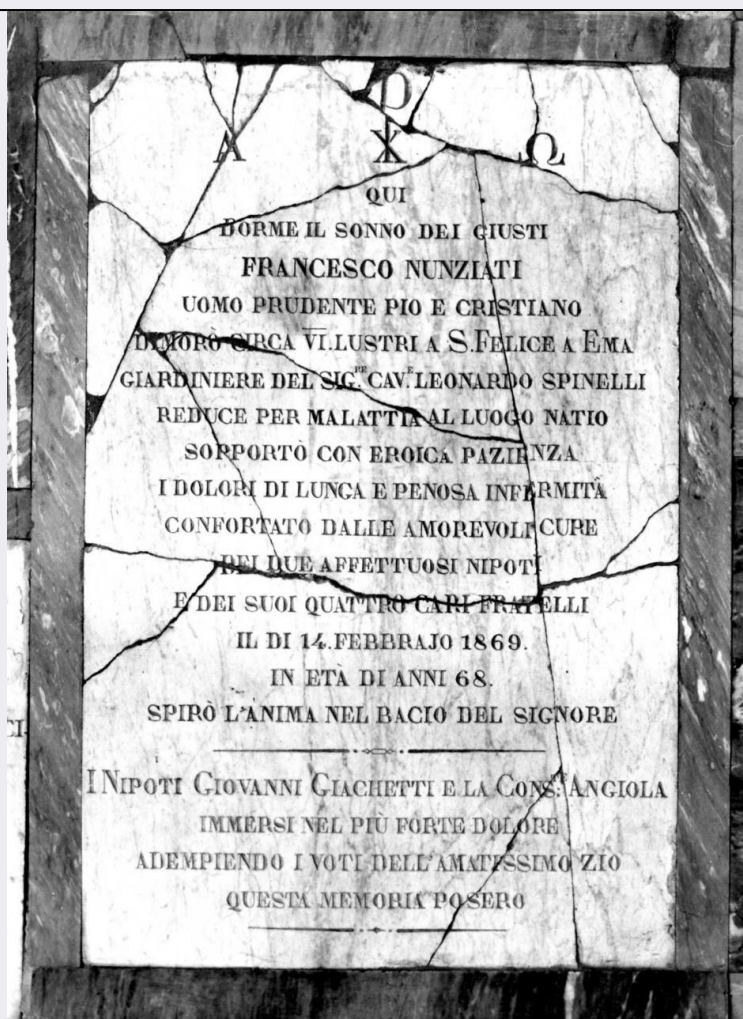 A ☧ Ω
QUI
DORME IL SONNO DEI GIUSTI
FRANCESCO NUNZIATI
UOMO PRUDENTE PIO E CRISTIANO
DIMORÒ CIRCA VI. LUSTRI A S. FELICE A EMA
GIARDINIERE DEL SIG.RE CAV.E LEONARDO SPINELLI
REDUCE PER MALATTIA AL LUOGO NATIO
SOPPORTÒ CON EROICA PAZIENZA
I DOLORI DI LUNGA E PENOSA INFERMITÀ
CONFORTATO DALLE AMOREVOLI CURE
DEI DUE AFFETTUOSI NIPOTI
E DEI SUOI QUATTRO CARI FRATELLI
IL DI 14. FEBBRAJO 1869.
IN ETÀ DI ANNI 68.
SPIRÒ L'ANIMA NEL BACIO DEL SIGNORE
I NIPOTI GIOVANNI GIACHETTI E LA CONS.TE ANGIOLA
IMMERSI NEL PIÙ FORTE DOLORE
ADEMPIENDO I VOTI DELL'AMATISSIMO ZIO
QUESTA MEMORIA POSERO